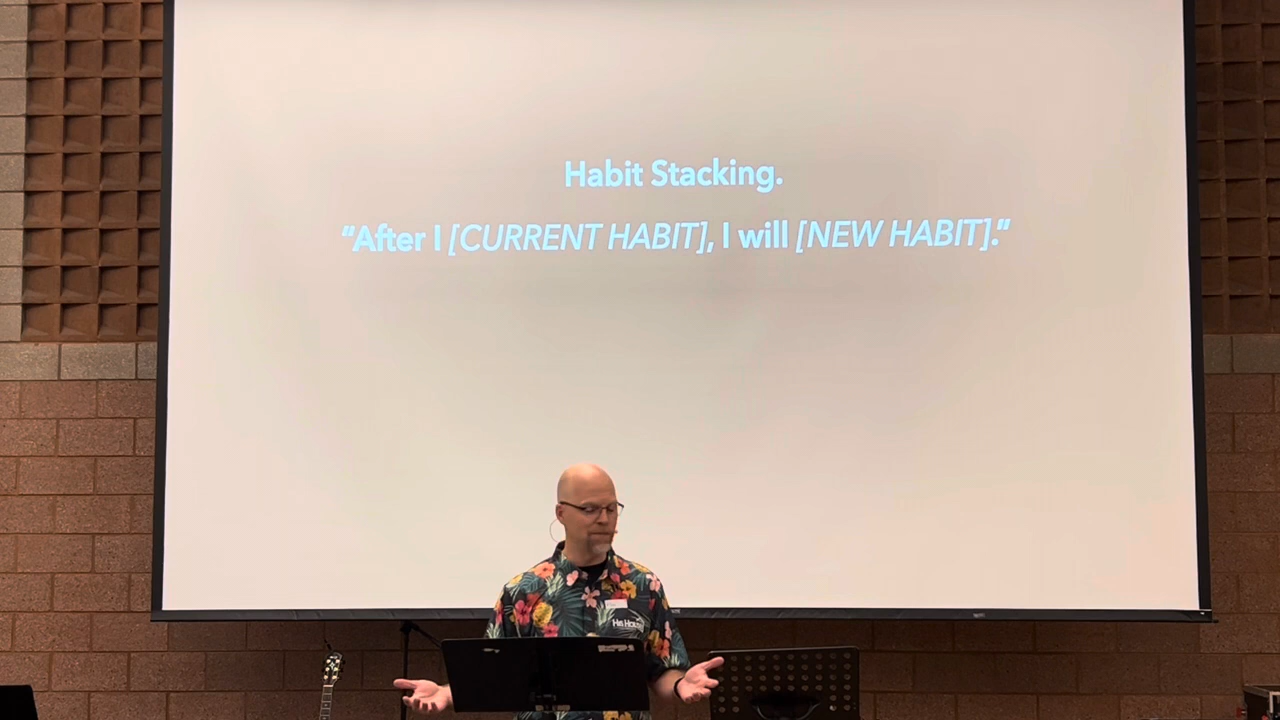 Habit Stacking.
“After I [CURRENT HABIT], I will [NEW HABIT].”